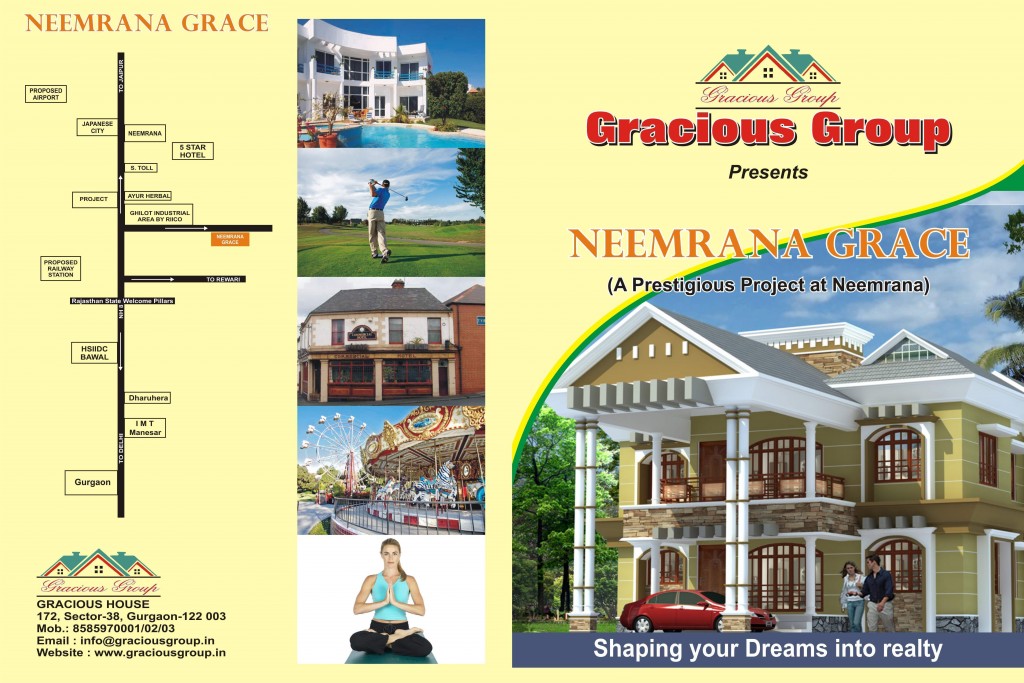 NEEMRANA GRACE
TO JAIPUR
PROPOSED
AIRPORT
JAPANESE
CITY
NEEMRANA
5 STAR
HOTEL
S. TOLL
PROJECT
AYUR HERBAL
GHILOT INDUSTRIAL
AREA BY RIICO
NEEMRANA
GRACE
PROPOSED
RAILWAY
STATION
TO REWARI
Rajasthan State Welcome Pillars
NH 8
HSIIDC
BAWAL
Dharuhera
I M T
Manesar
TO DELHI
Gurgaon
Gracious Group
GRACIOUS HOUSE
172, Sector-38, Gurgaon-122 003
Mob.: 8585970001/02/03
Email : info@graciousgroup.in
Website : www.graciousgroup.in
Gracious Group
Gracious Group
Presents
NEEMRANA GRACE
(A Prestigious Project at Neemrana)
Shaping your Dreams into realty